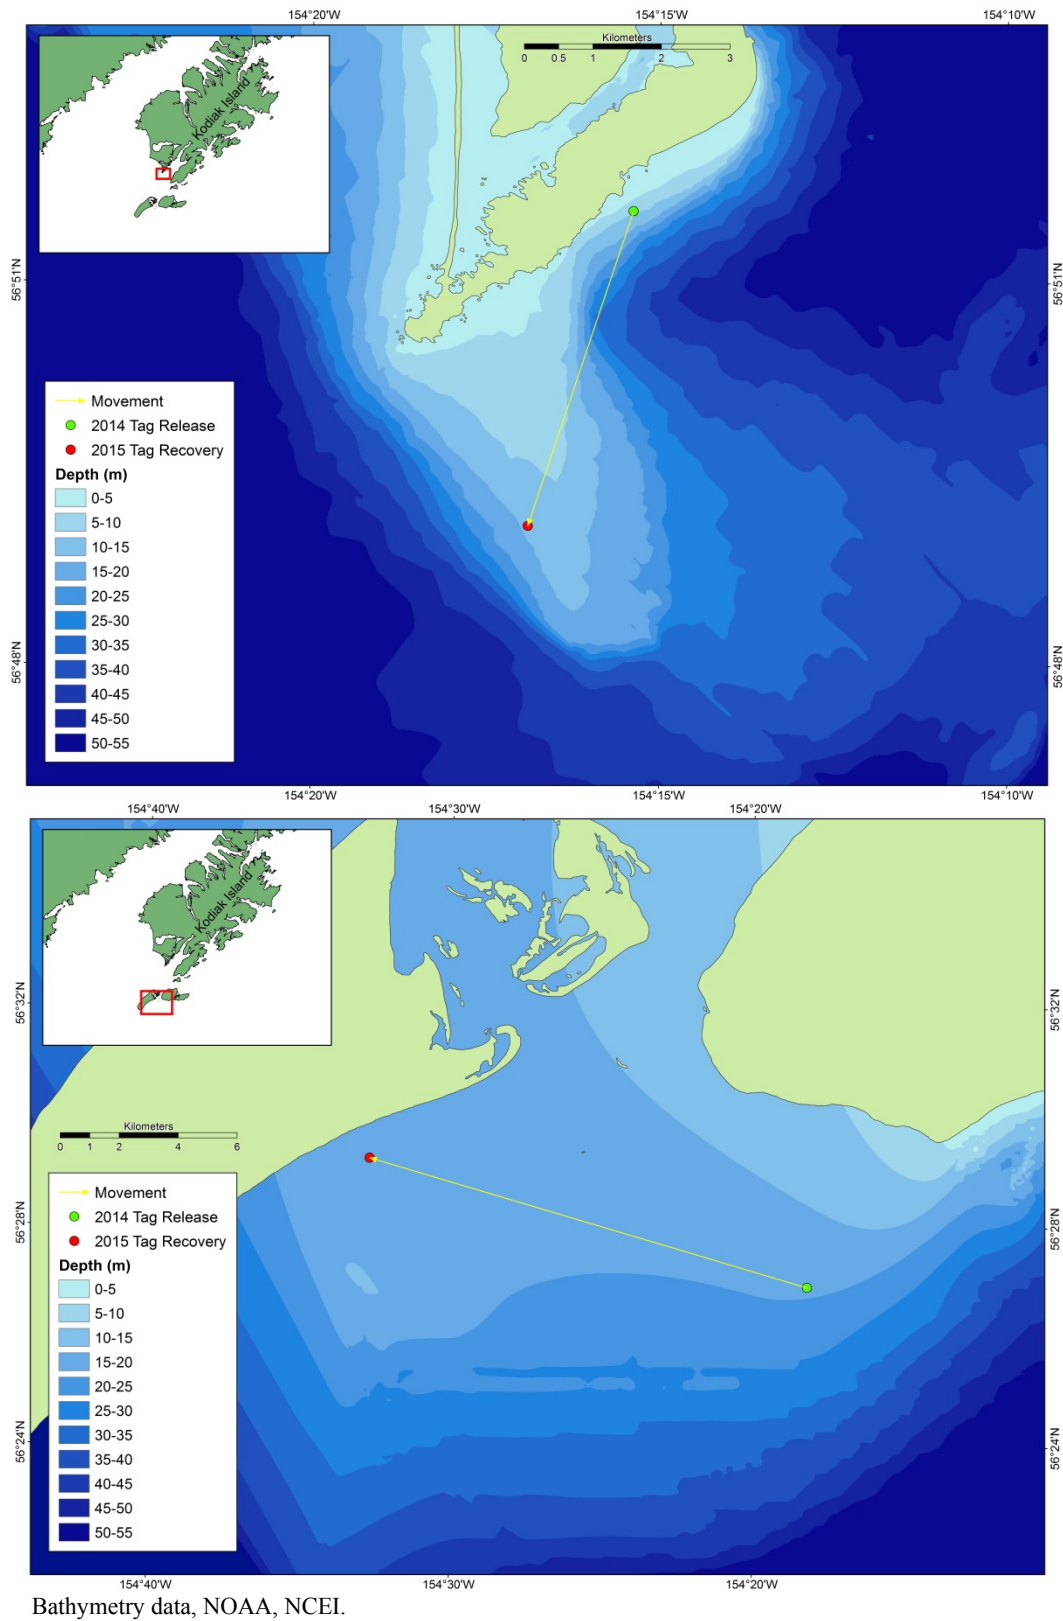 154°20'W 154°15'W 154°10'W
Kilometers
0 0.5 1 2 3
Kodiak Island
56°51'N 56°51'N
Movement
2014 Tag Release
2015 Tag Recovery
Depth (m)
0-5
5-10
10-15
15-20
20-25
25-30
30-35
35-40
40-45
45-50
50-55
56°48'N 56°48'N
154°20'W 154°15'W 154°10'W
154°40'W 154°30'W 154°20'W
Kodiak Island
56°32'N 56°32'N
Kilometers
0 1 2 4 6
Movement
2014 Tag Release
2015 Tag Recovery
56°28'N 56°28'N
Depth (m)
0-5
5-10
10-15
15-20
20-25
25-30
30-35
35-40
40-45
45-50
50-55
56°24'N 56°24'N
154°40'W 154°30'W 154°20'W
Bathymetry data, NOAA, NCEI.